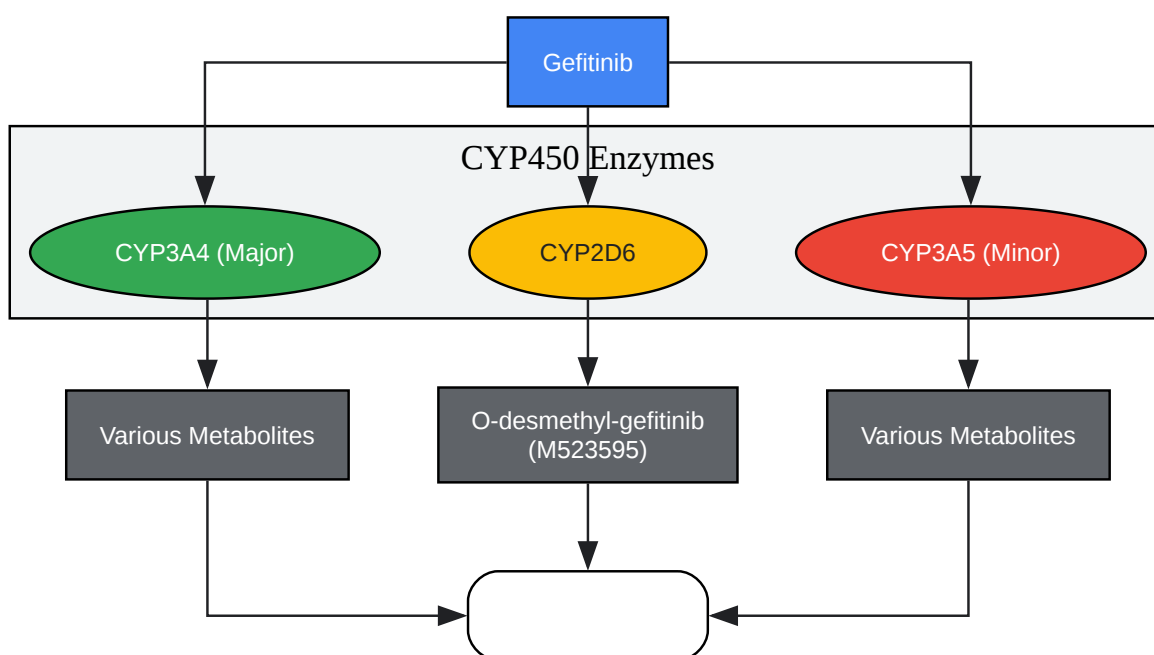 Gefitinib
CYP450 Enzymes
CYP3A4 (Major)
CYP2D6
CYP3A5 (Minor)
Various Metabolites
O-desmethyl-gefitinib
(M523595)
Various Metabolites